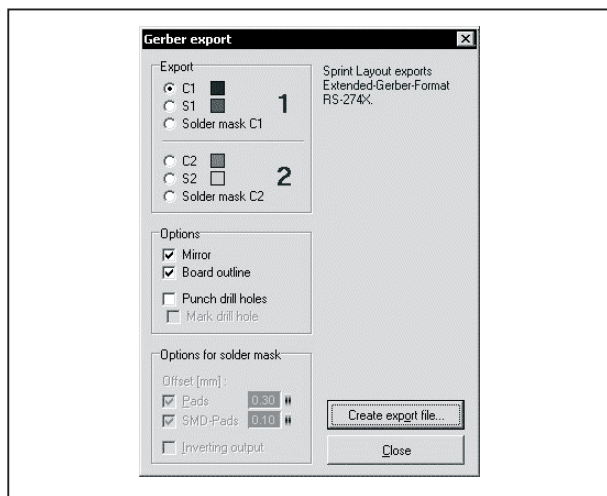 Gerber export
Export
C1
S1
1
Solder mask C1
C2
S2
2
Solder mask C2
Sprint Layout exports
Extended-Gerber-Format
RS-274X.
Options
Mirror
Board outline
Punch drill holes
Mark drill hole
Options for solder mask
Offset [mm] :
Pads 0.30
SMD-Pads 0.10
Inverting output
Create export file...
Close